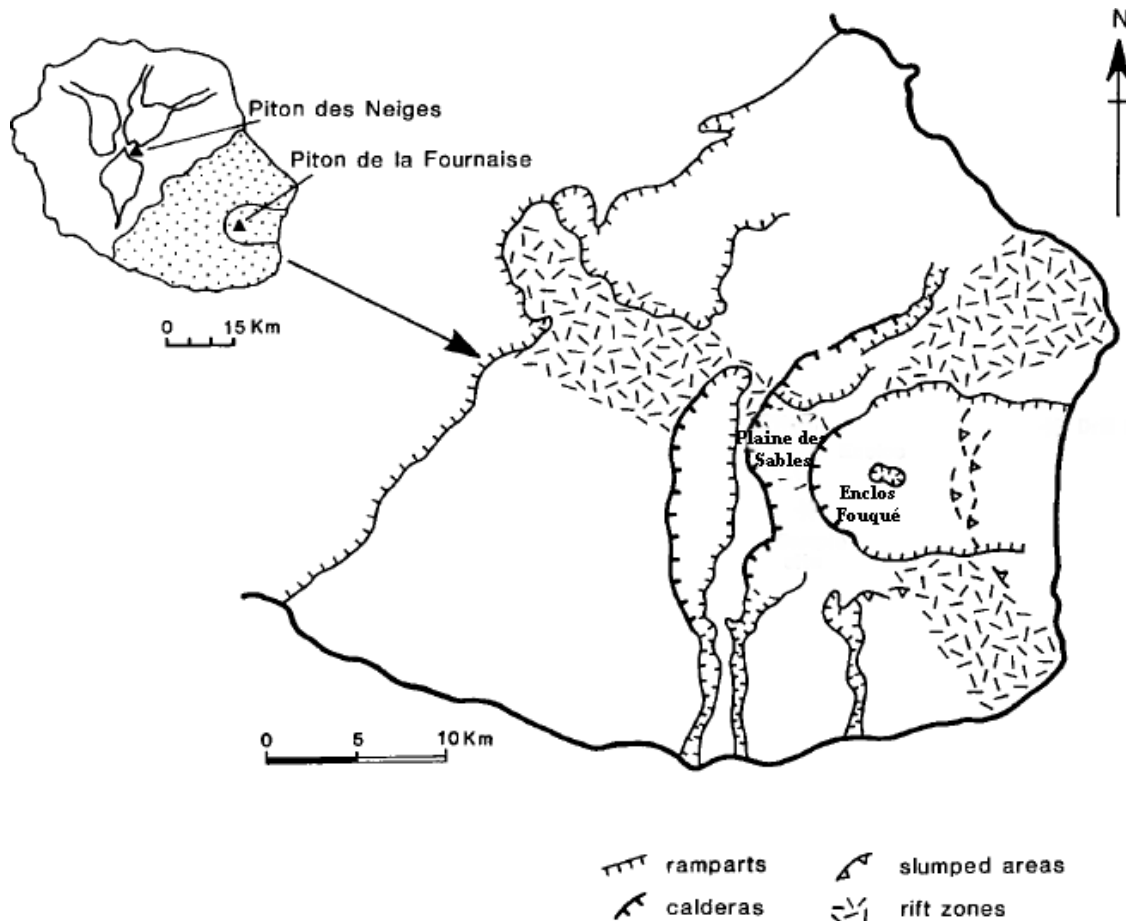 N
Piton des Neiges
Piton de la Fournaise
0 15 Km
Plaine des
Sables
Enclos
Fouqué
0 5 10 Km
ramparts
slumped areas
calderas
rift zones